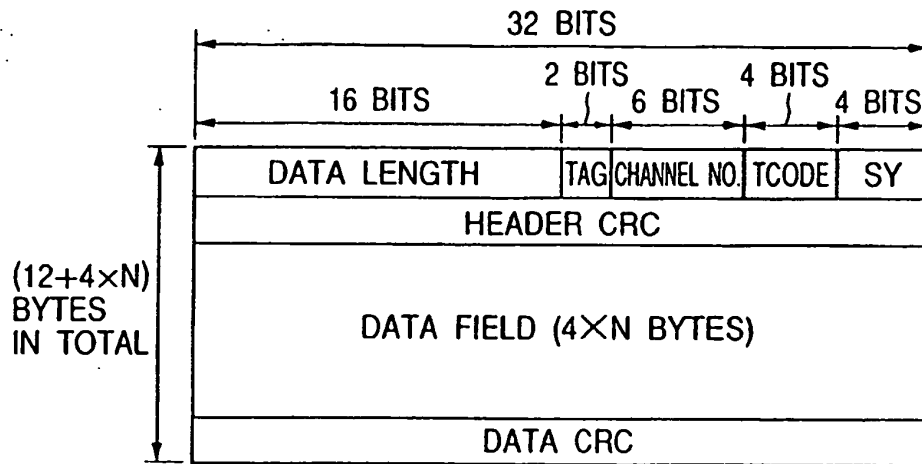 32 BITS
2 BITS 4 BITS
16 BITS 6 BITS 4 BITS
DATA LENGTH TAG CHANNEL NO. TCODE SY
HEADER CRC
(12+4×N)
BYTES
IN TOTAL
DATA FIELD (4×N BYTES)
DATA CRC